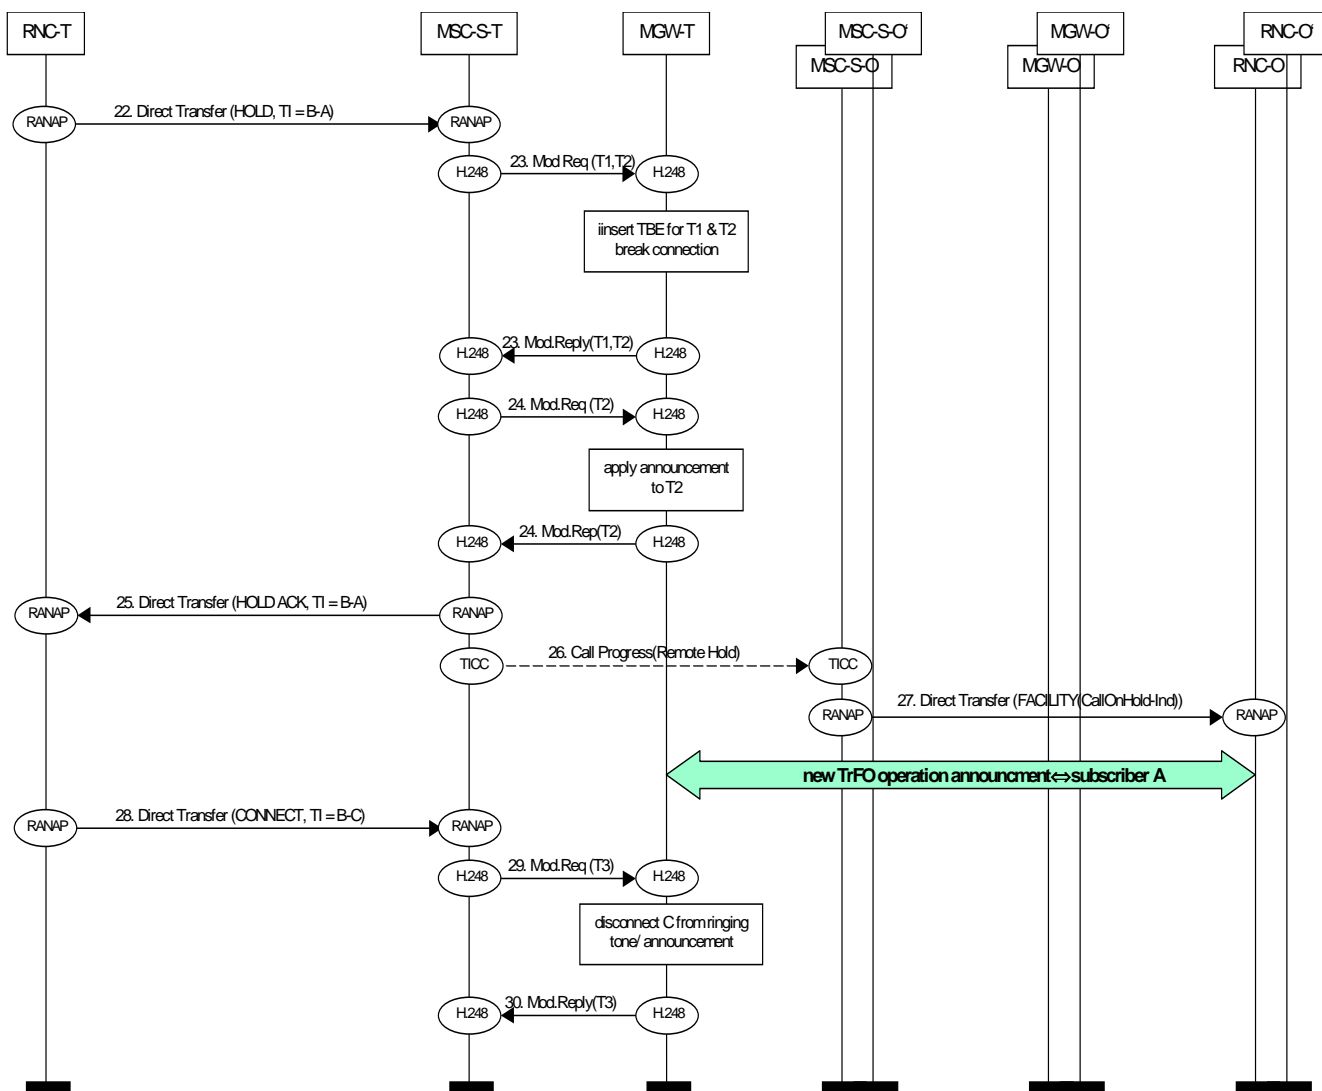 RNC-T
MSC-S-T
MGW-T
MSC-S-O'
MGW-O'
RNC-O'
MSC-S-O
MGW-O
RNC-O
RANAP
22. Direct Transfer (HOLD, TI = B-A)
RANAP
H.248
23. Mod Req (T1,T2)
H.248
iinsert TBE for T1 & T2
break connection
H.248
23. Mod.Reply(T1,T2)
H.248
H.248
24. Mod.Req (T2)
H.248
apply announcement
to T2
H.248
24. Mod.Rep(T2)
H.248
RANAP
25. Direct Transfer (HOLD ACK, TI = B-A)
RANAP
TICC
26. Call Progress(Remote Hold)
TICC
RANAP
27. Direct Transfer (FACILITY(CallOnHold-Ind))
RANAP
new TrFO operation announcment⇔subscriber A
RANAP
28. Direct Transfer (CONNECT, TI = B-C)
RANAP
H.248
29. Mod.Req (T3)
H.248
disconnect C from ringing
tone/ announcement
H.248
30. Mod.Reply(T3)
H.248